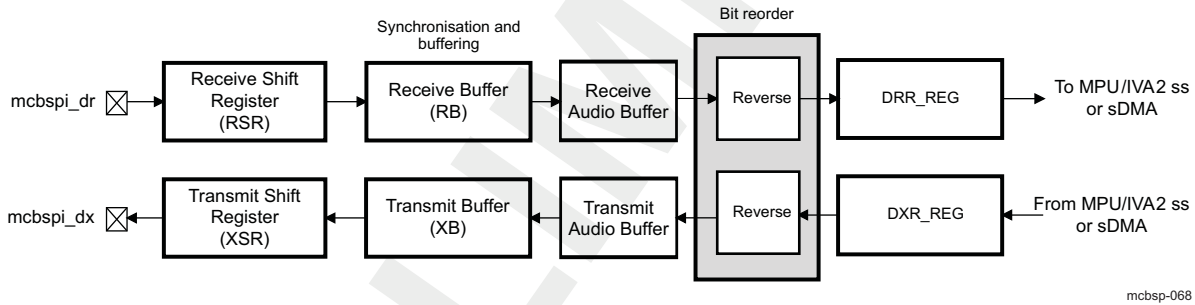 Bit reorder
Synchronisation and
buffering
mcbspi_dr
Receive Shift
Register
(RSR)
Receive Buffer
(RB)
Receive
Audio Buffer
Reverse
DRR_REG
To MPU/IVA2 ss
or sDMA
mcbspi_dx
Transmit Shift
Register
(XSR)
Transmit Buffer
(XB)
Transmit
Audio Buffer
Reverse
DXR_REG
From MPU/IVA2 ss
or sDMA
mcbsp-068